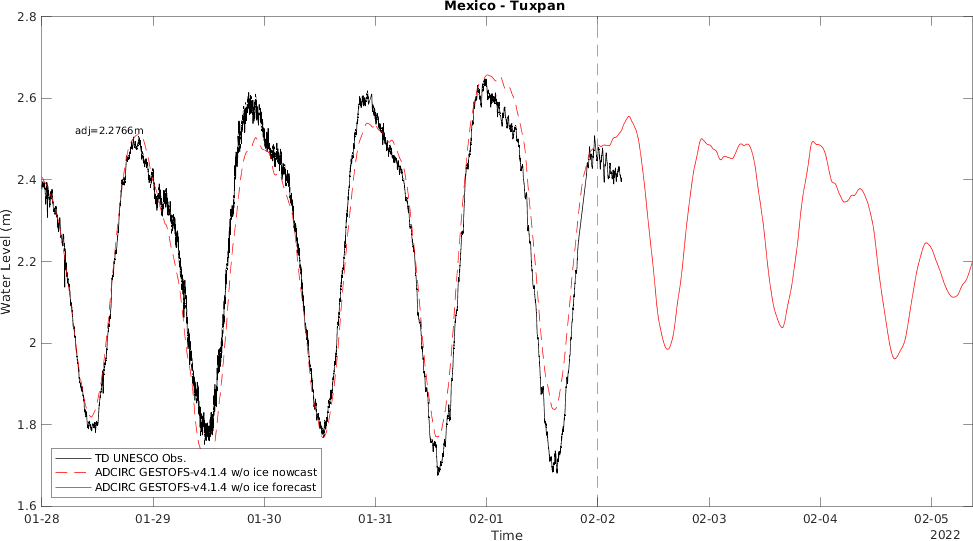 Mexico - Tuxpan
2.8
2.6
2.4
2.2
2
1.8
1.6
Water Level (m)
adj=2.2766m
TD UNESCO Obs.
ADCIRC GESTOFS-v4.1.4 w/o ice nowcast
ADCIRC GESTOFS-v4.1.4 w/o ice forecast
01-28 01-29 01-30 01-31 02-01 02-02 02-03 02-04 02-05
Time
2022